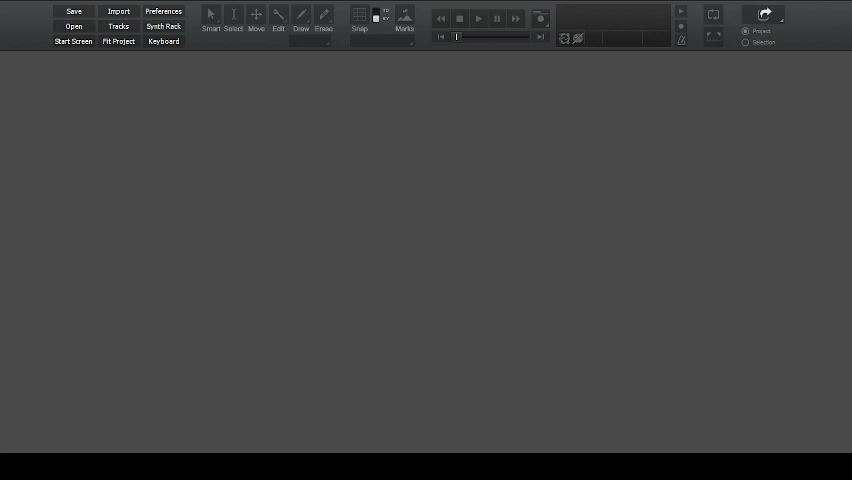 Save Import Preferences
Open Tracks Synth Rack
Start Screen Fit Project Keyboard
Smart Select Move Edit Draw Erase
Snap Marks
Project
Selection